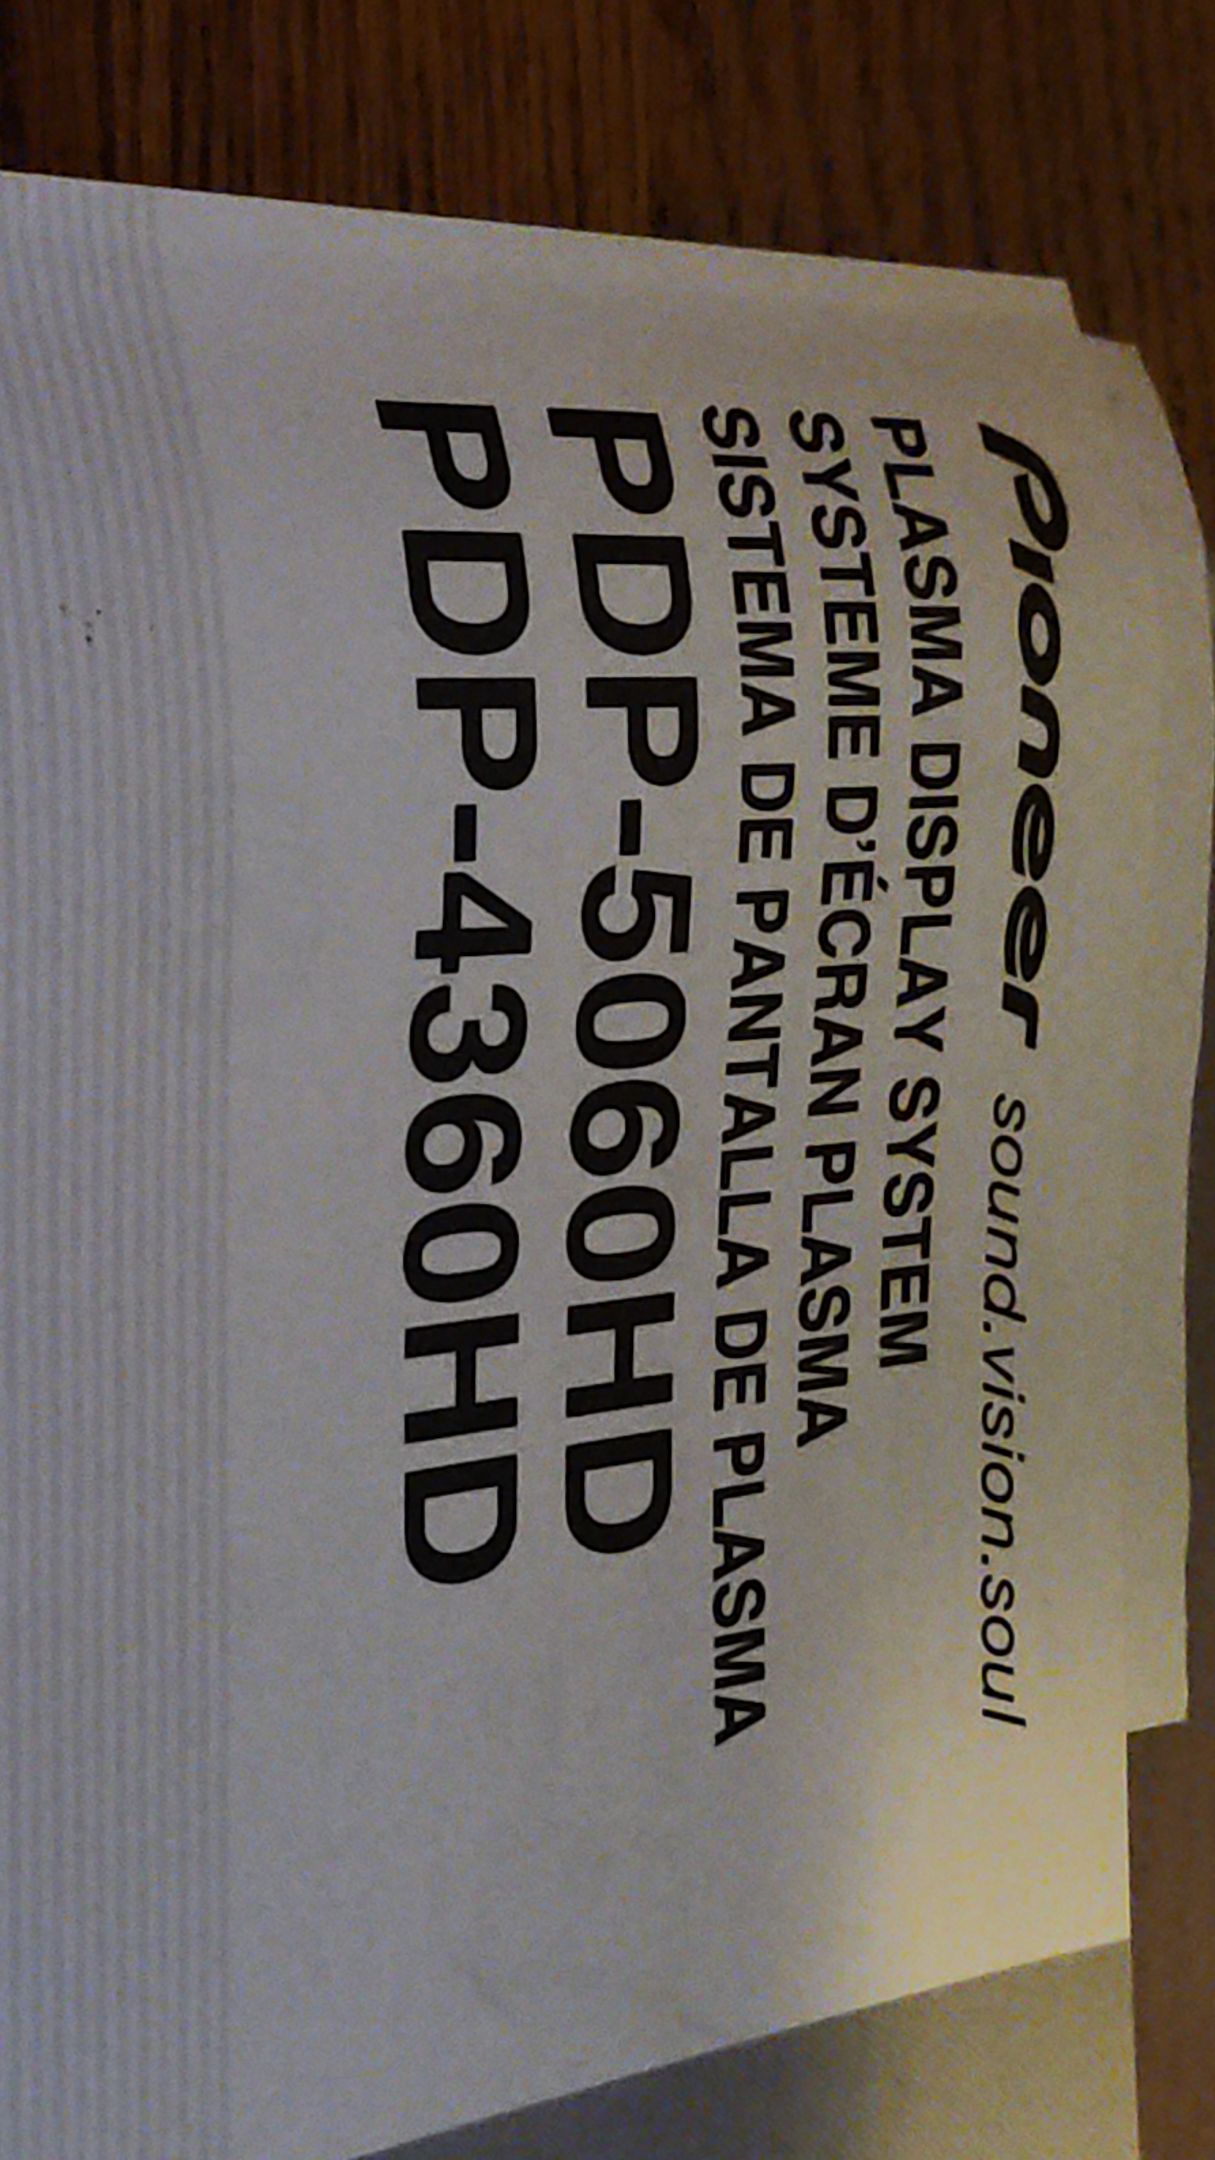 Pioneer sound.vision.soul
PLASMA DISPLAY SYSTEM
SYSTEME D'ÉCRAN PLASMA
SISTEMA DE PANTALLA DE PLASMA
PDP-5060HD
PDP-4360HD